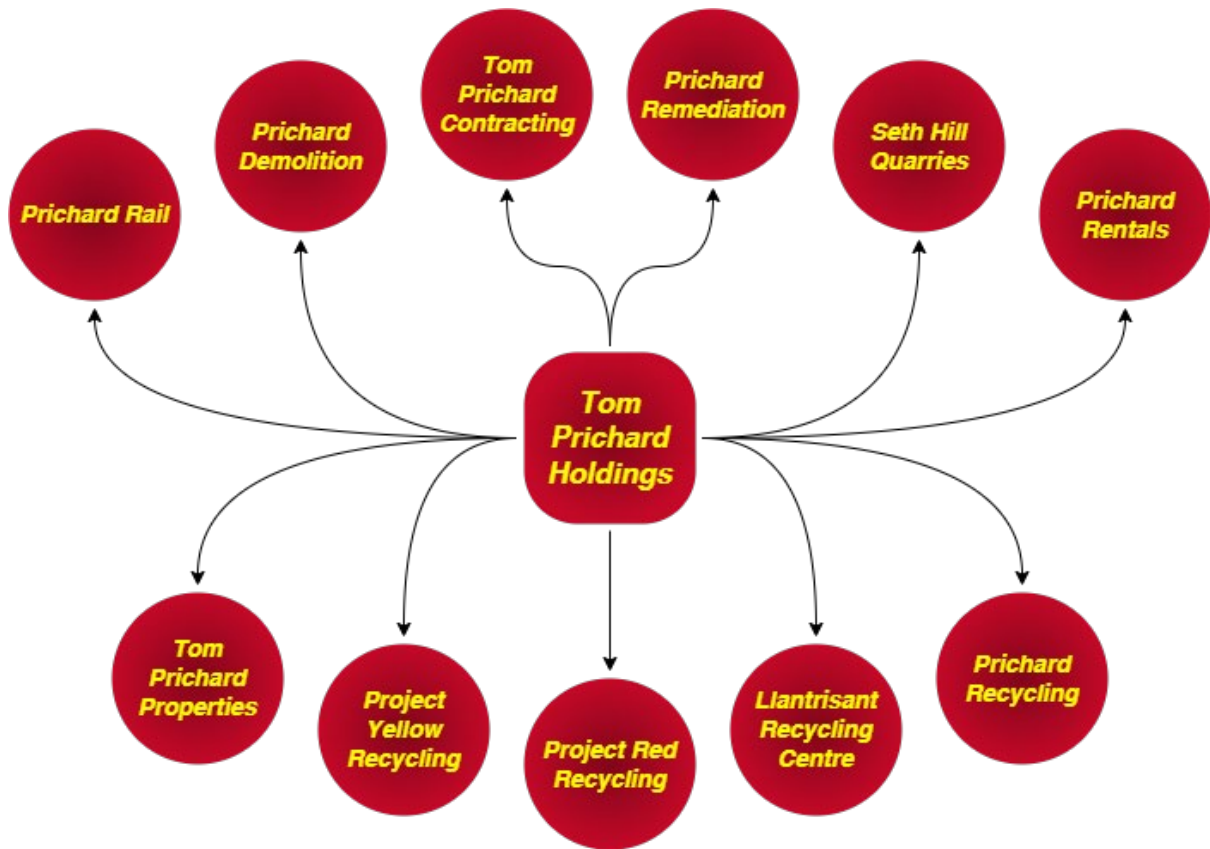 Tom
Prichard
Contracting
Prichard
Remediation
Prichard
Demolition
Seth Hill
Quarries
Prichard Rail
Prichard
Rentals
Tom
Prichard
Holdings
Tom
Prichard
Properties
Project
Yellow
Recycling
Project Red
Recycling
Llantrisant
Recycling
Centre
Prichard
Recycling